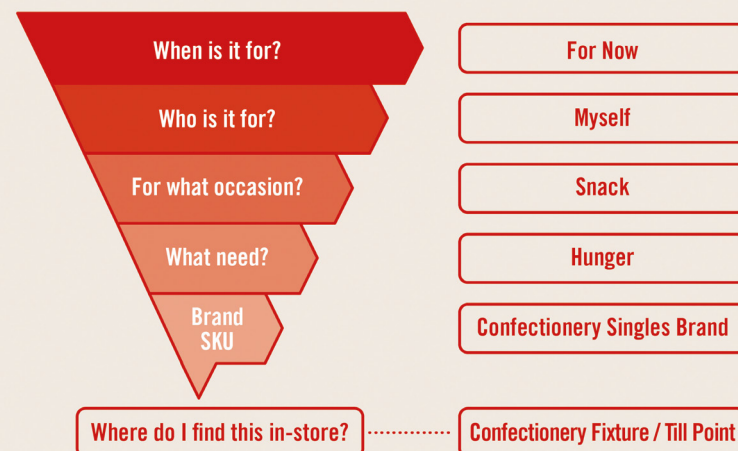 When is it for?
For Now
Who is it for?
Myself
For what occasion?
Snack
What need?
Hunger
Brand
SKU
Confectionery Singles Brand
Where do I find this in-store?
Confectionery Fixture / Till Point